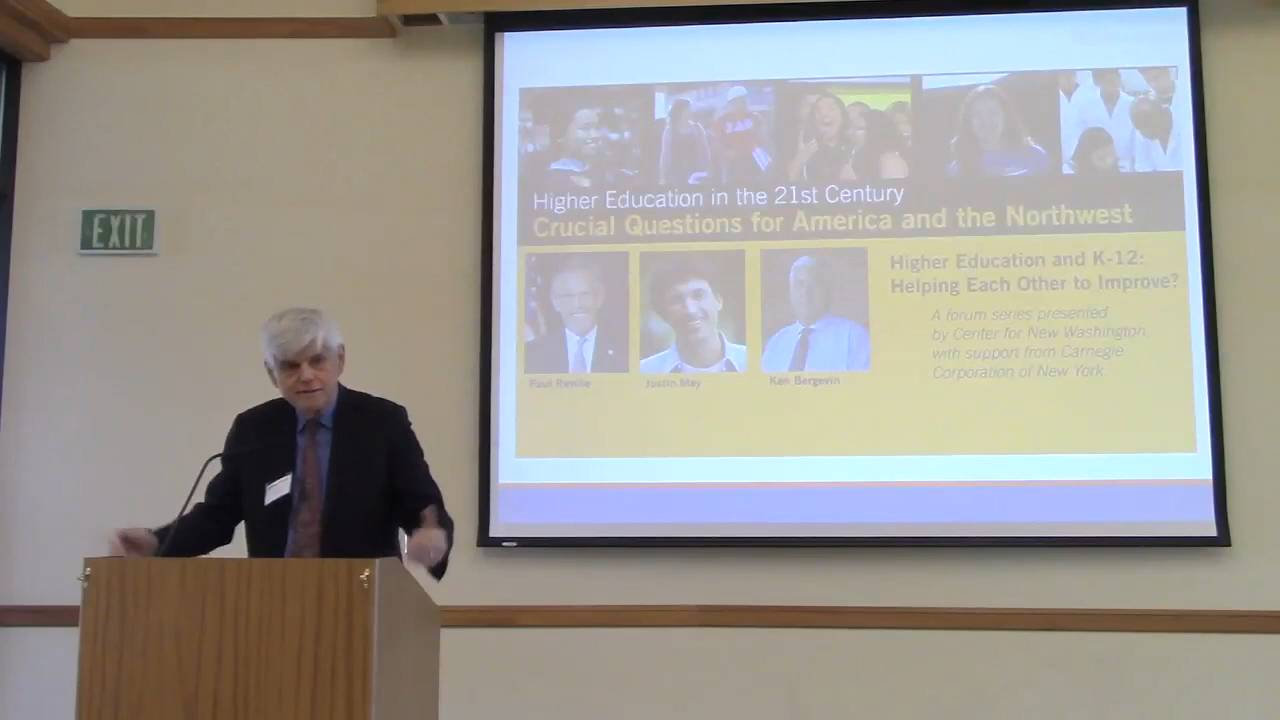 EXIT
Higher Education in the 21st Century
Crucial Questions for America and the Northwest
Higher Education and K-12:
Helping Each Other to Improve?
A forum series presented
by Center for New Washington,
with support from Carnegie
Corporation of New York.
Paul Reville
Justin May
Ken Bergevin